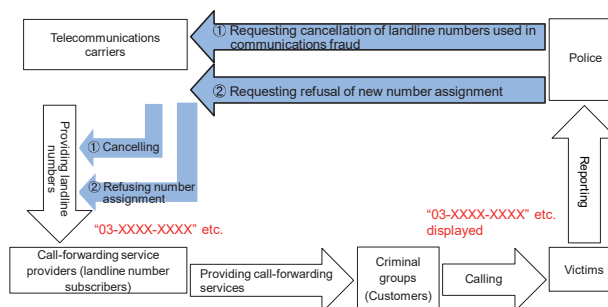 Telecommunications
carriers
① Requesting cancellation of landline numbers used in
communications fraud
Police
② Requesting refusal of new number assignment
Providing landline
numbers
① Cancelling
② Refusing number
assignment
Reporting
“03-XXXX-XXXX” etc.
“03-XXXX-XXXX” etc.
displayed
Call-forwarding service
providers (landline number
subscribers)
Providing call-forwarding
services
Criminal
groups
(Customers)
Calling
Victims